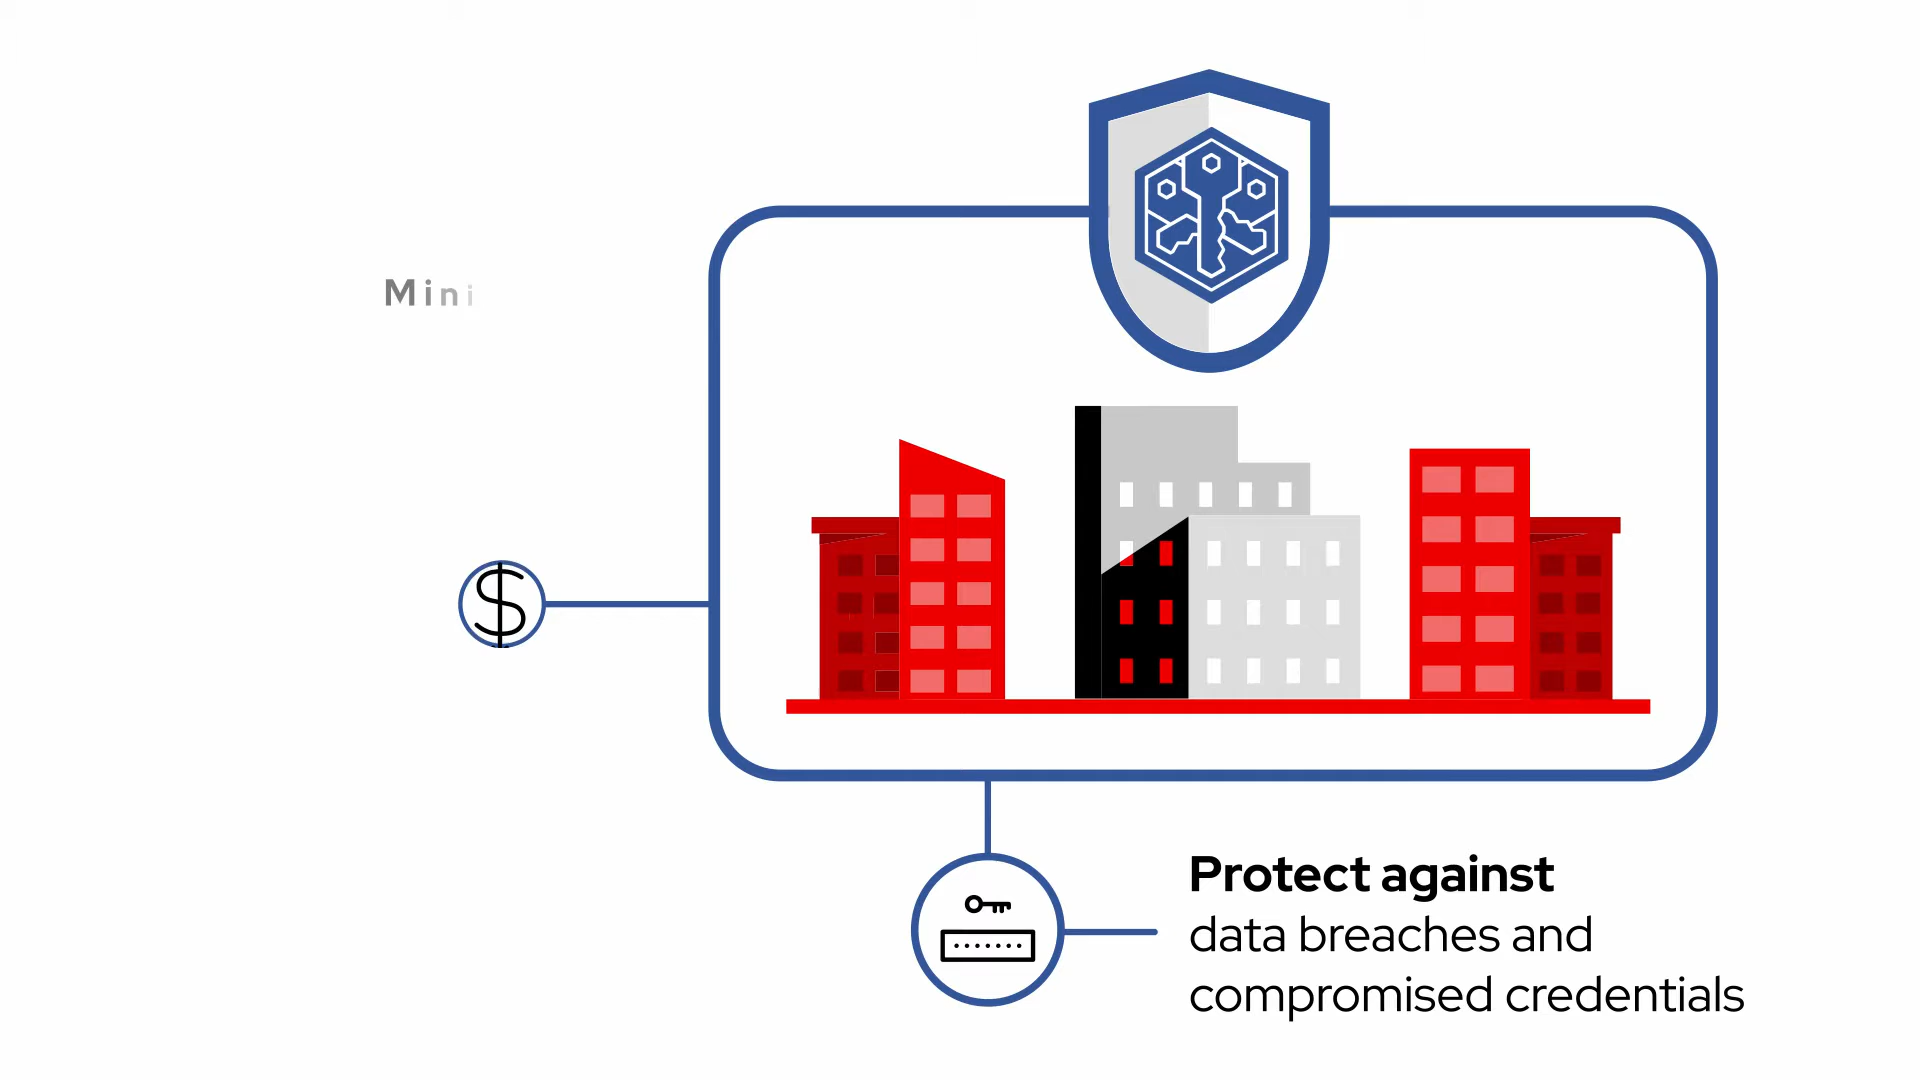 Mini
Protect against
data breaches and
compromised credentials